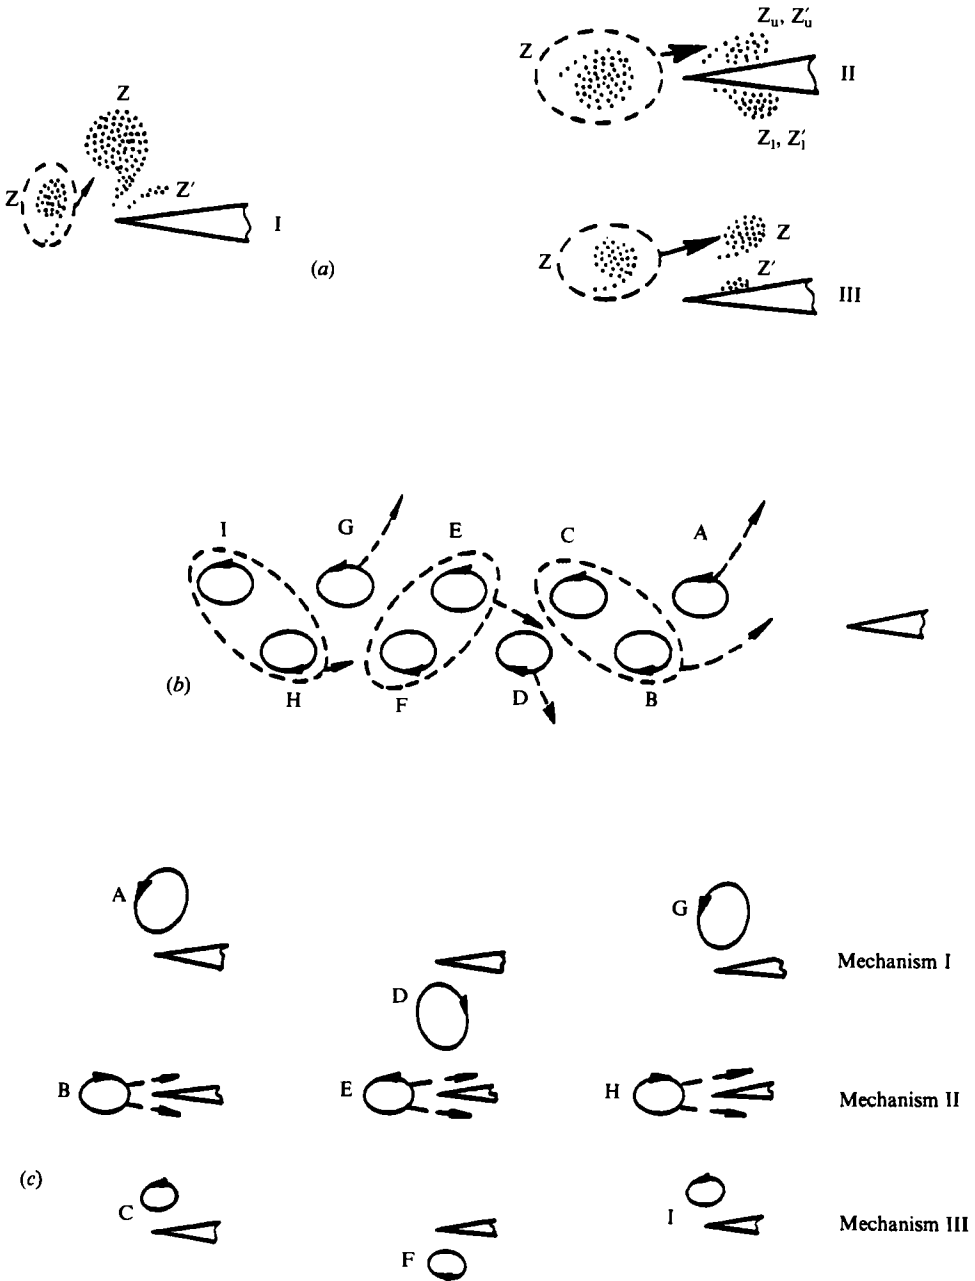 Z
Z
Z′
I
(a)
Z
Zᵤ, Z′ᵤ
II
Zₗ, Z′ₗ
Z
Z
Z′
III
I
G
E
C
A
(b)
H
F
D
B
A
G
Mechanism I
D
B
E
H
Mechanism II
(c)
C
I
Mechanism III
F